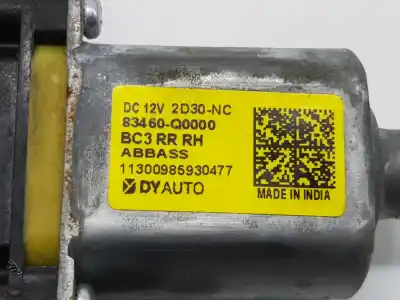 DC 12V 2D30-NC
83460-Q0000
BC3 RR RH
ABBASS
11300985930477
DYAUTO
MADE IN INDIA